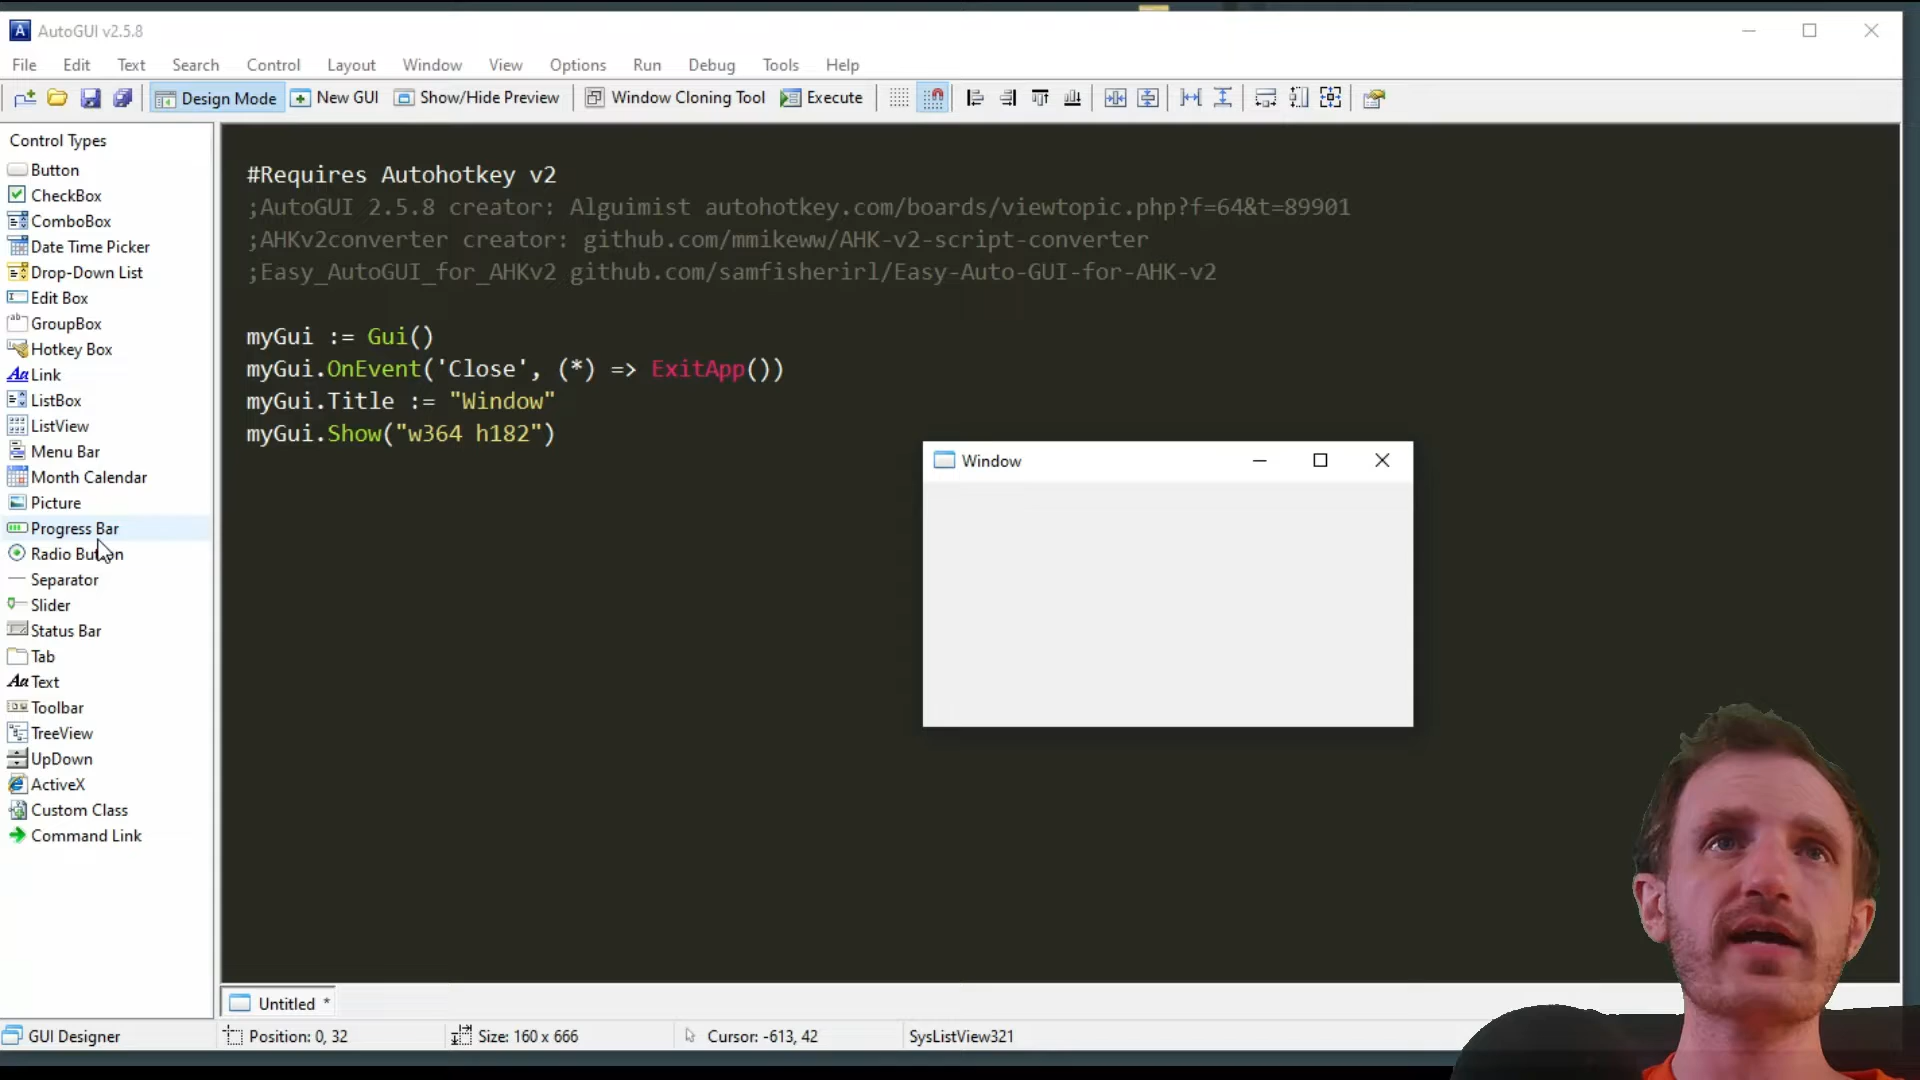 AutoGUI v2.5.8
File Edit Text Search Control Layout Window View Options Run Debug Tools Help
Design Mode New GUI Show/Hide Preview Window Cloning Tool Execute
Control Types
Button
CheckBox
ComboBox
Date Time Picker
Drop-Down List
Edit Box
GroupBox
Hotkey Box
Link
ListBox
ListView
Menu Bar
Month Calendar
Picture
Progress Bar
Radio Button
Separator
Slider
Status Bar
Tab
Text
Toolbar
TreeView
UpDown
ActiveX
Custom Class
Command Link
#Requires Autohotkey v2
;AutoGUI 2.5.8 creator: Alguimist autohotkey.com/boards/viewtopic.php?f=64&t=89901
;AHKv2converter creator: github.com/mmikeww/AHK-v2-script-converter
;Easy_AutoGUI_for_AHKv2 github.com/samfisherirl/Easy-Auto-GUI-for-AHK-v2
myGui := Gui()
myGui.OnEvent('Close', (*) => ExitApp())
myGui.Title := "Window"
myGui.Show("w364 h182")
Window
Untitled *
GUI Designer Position: 0, 32 Size: 160 x 666 Cursor: -613, 42 SysListView321